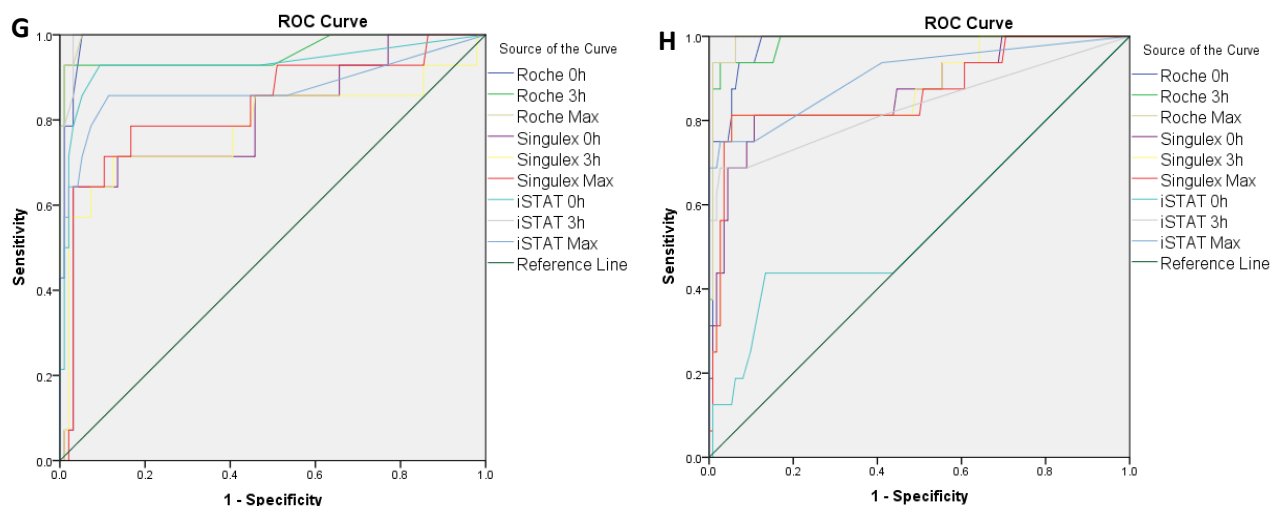 G
ROC Curve
Sensitivity
1.0
0.8
0.6
0.4
0.2
0.0
0.0 0.2 0.4 0.6 0.8 1.0
1 - Specificity
Source of the Curve
Roche 0h
Roche 3h
Roche Max
Singulex 0h
Singulex 3h
Singulex Max
iSTAT 0h
iSTAT 3h
iSTAT Max
Reference Line
H
ROC Curve
Sensitivity
1.0
0.8
0.6
0.4
0.2
0.0
0.0 0.2 0.4 0.6 0.8 1.0
1 - Specificity
Source of the Curve
Roche 0h
Roche 3h
Roche Max
Singulex 0h
Singulex 3h
Singulex Max
iSTAT 0h
iSTAT 3h
iSTAT Max
Reference Line